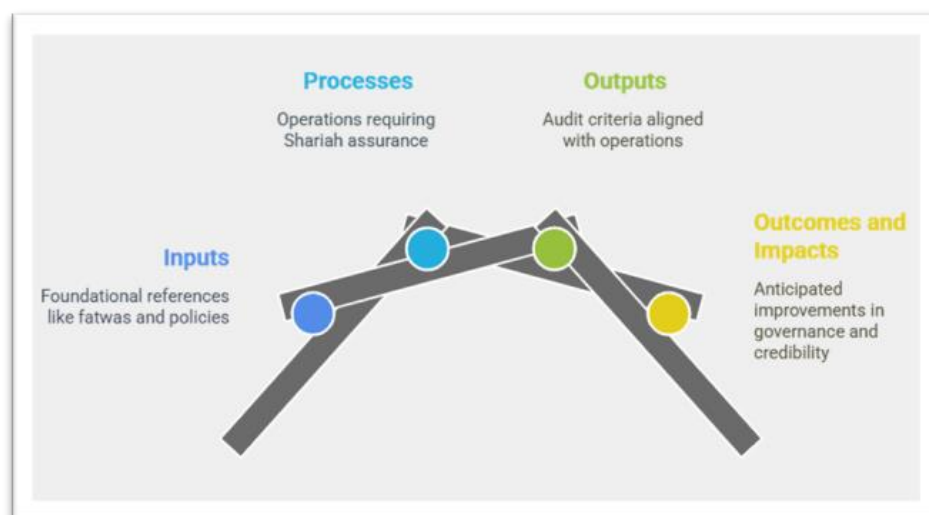 Processes
Operations requiring
Shariah assurance
Outputs
Audit criteria aligned
with operations
Inputs
Foundational references
like fatwas and policies
Outcomes and
Impacts
Anticipated
improvements in
governance and
credibility